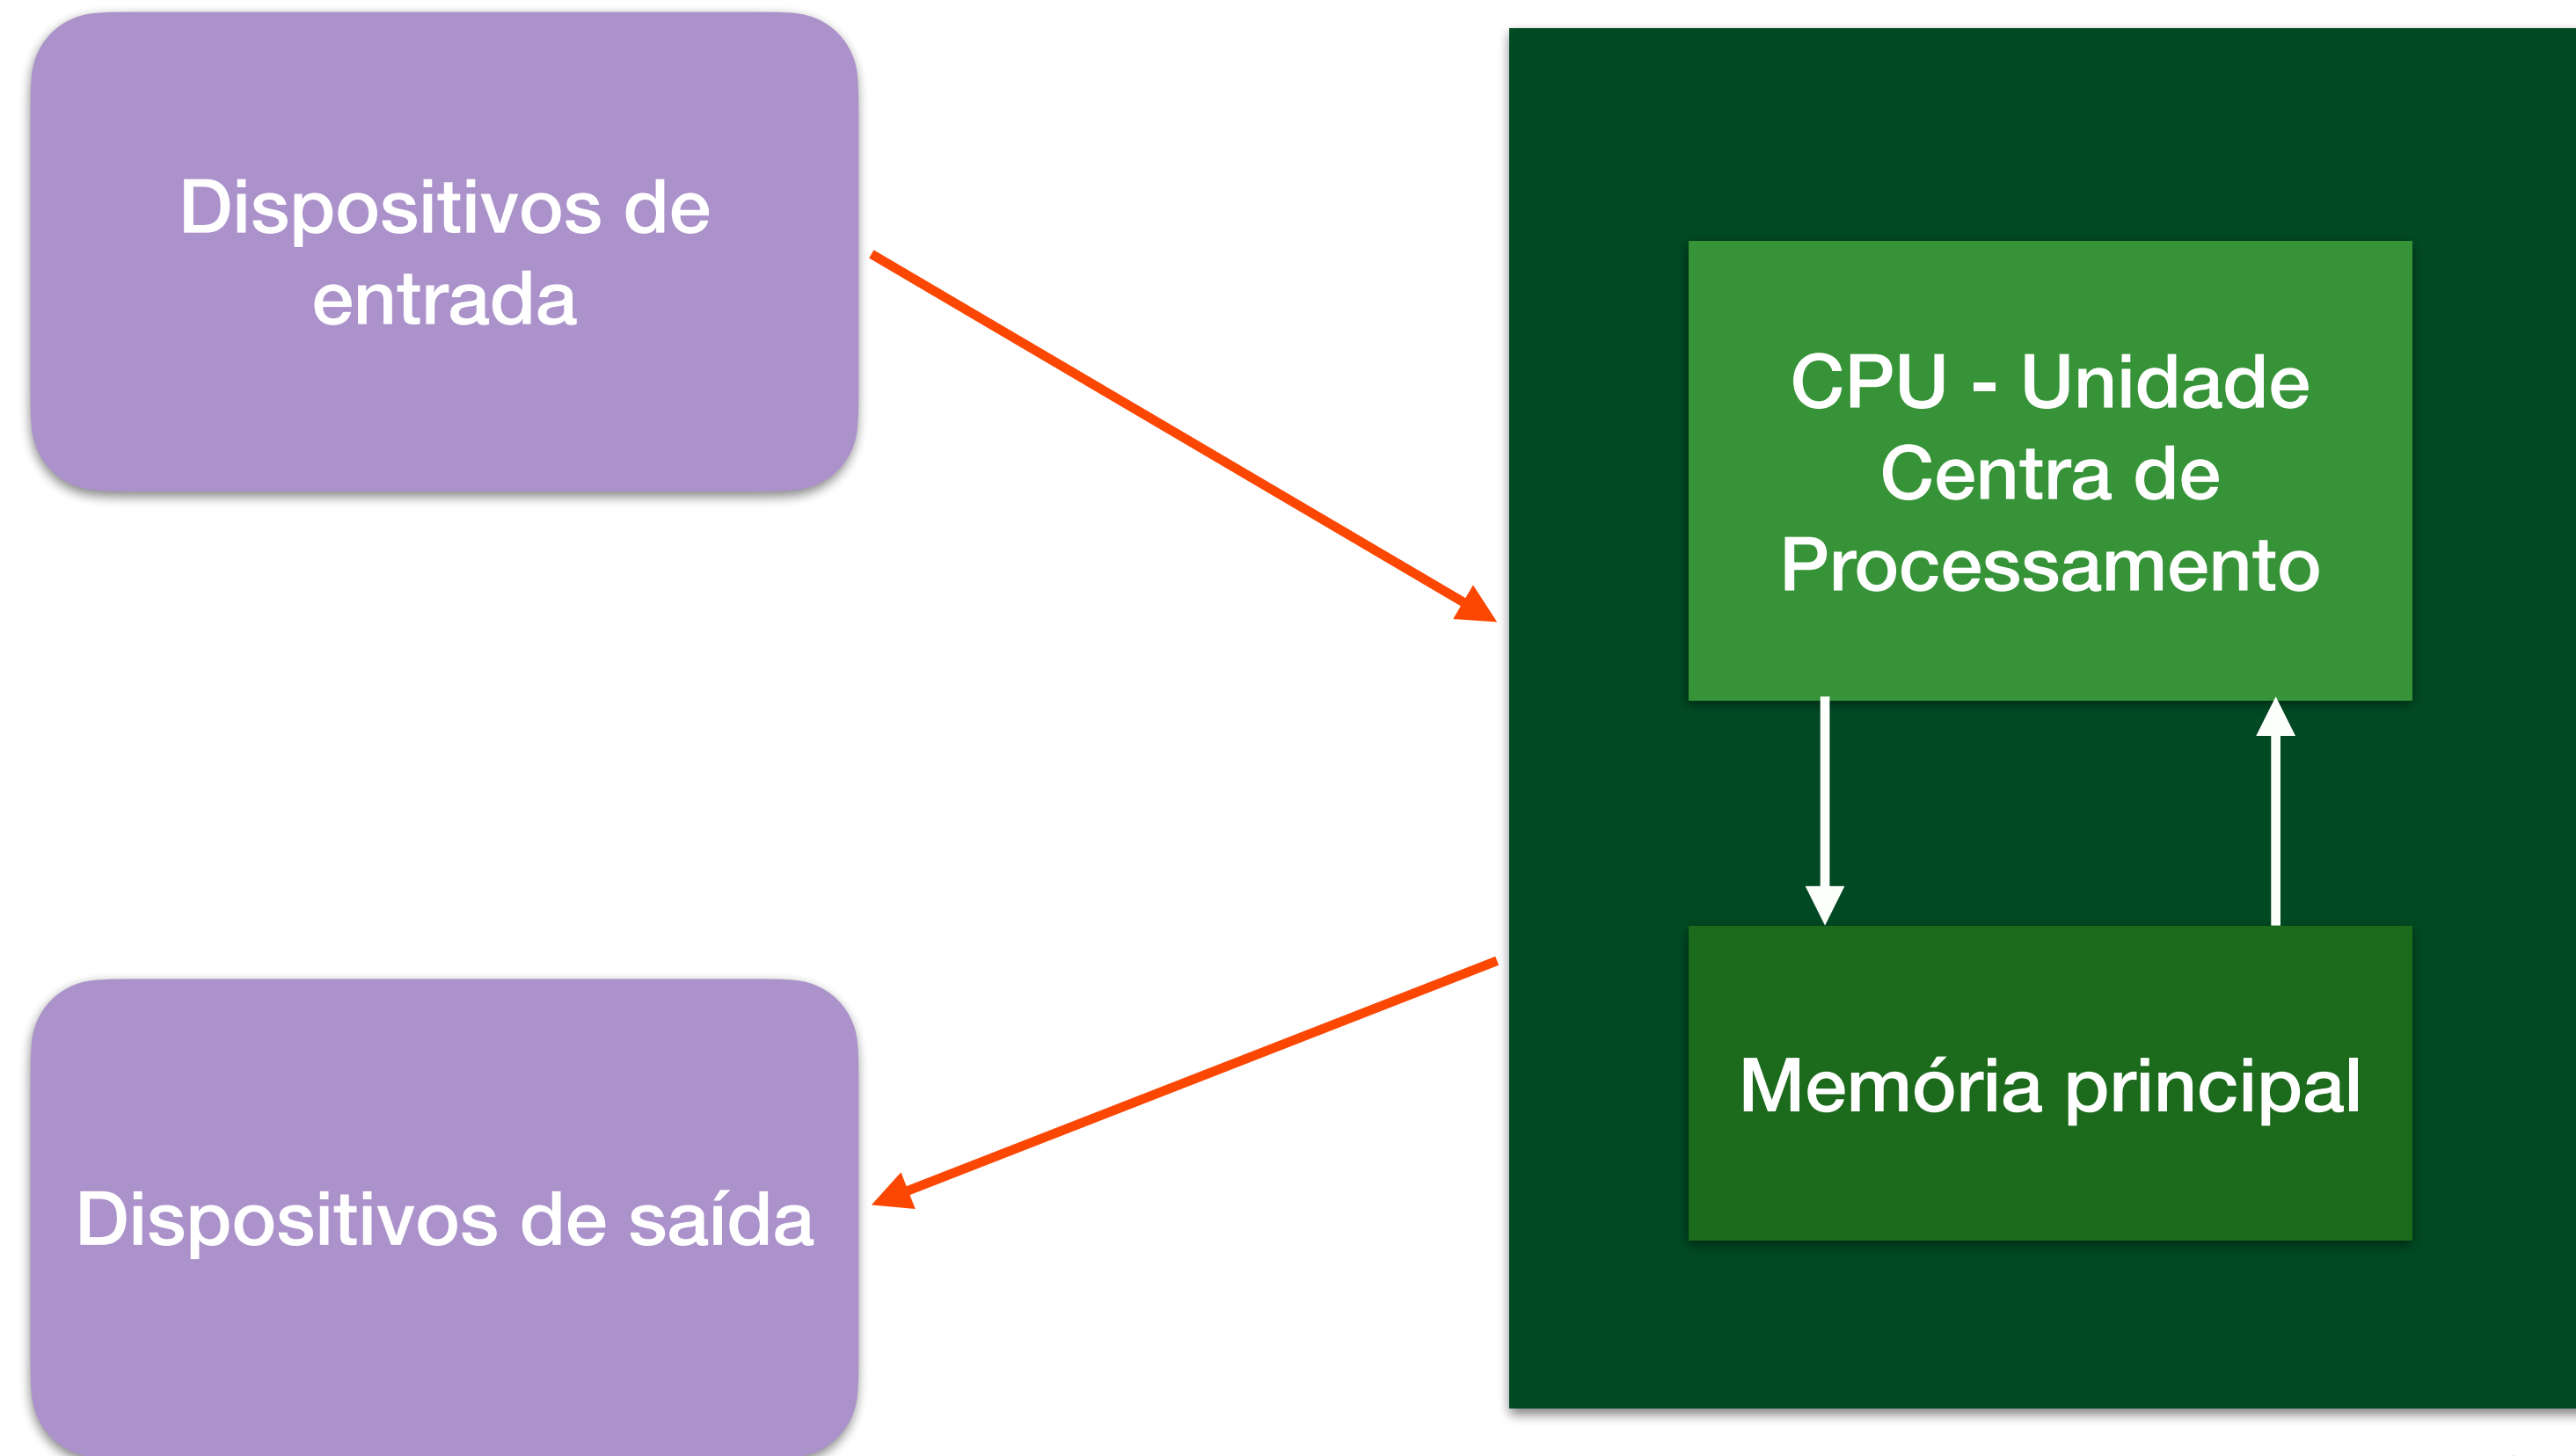 Dispositivos de
entrada
CPU - Unidade
Centra de
Processamento
Memória principal
Dispositivos de saída